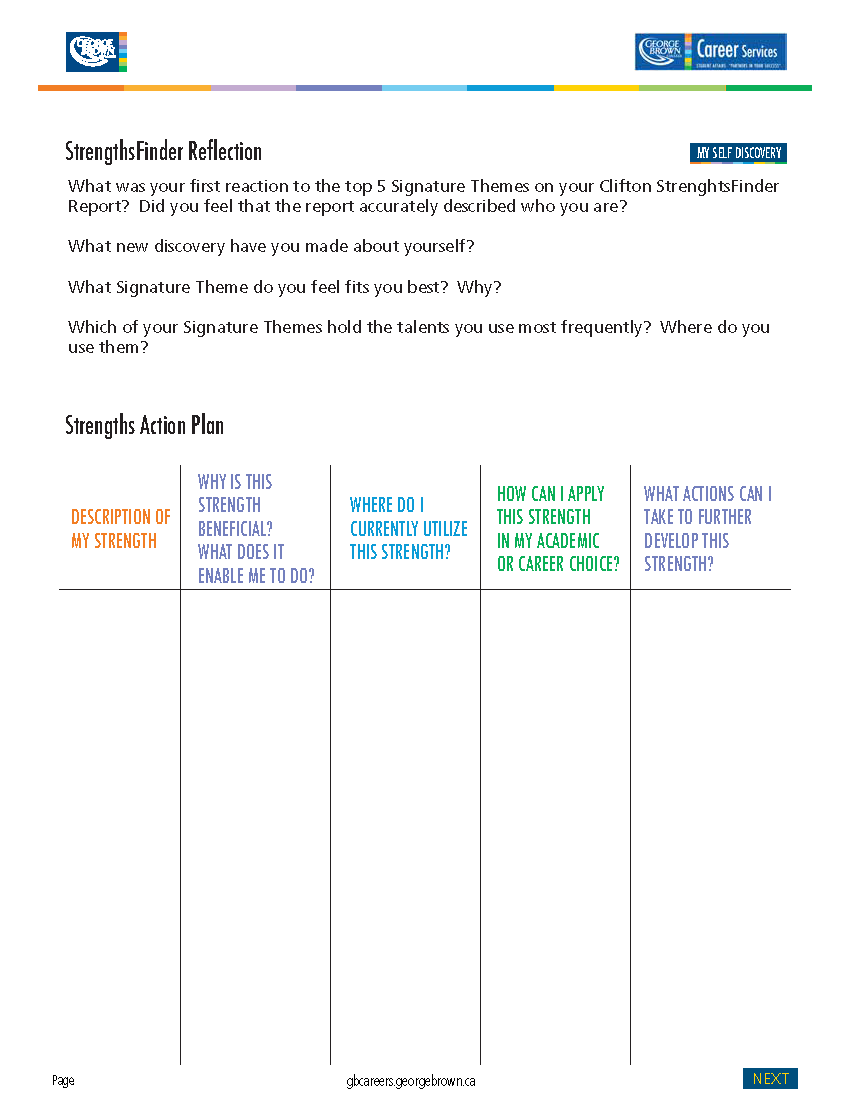 GEORGE
BROWN
GEORGE
BROWN
Career Services
STUDENT AFFAIRS: "PARTNERS IN YOUR SUCCESS"
StrengthsFinder Reflection
MY SELF DISCOVERY
What was your first reaction to the top 5 Signature Themes on your Clifton StrenghtsFinder
Report?  Did you feel that the report accurately described who you are?
What new discovery have you made about yourself?
What Signature Theme do you feel fits you best?  Why?
Which of your Signature Themes hold the talents you use most frequently?  Where do you
use them?
Strengths Action Plan
DESCRIPTION OF
MY STRENGTH
WHY IS THIS
STRENGTH
BENEFICIAL?
WHAT DOES IT
ENABLE ME TO DO?
WHERE DO I
CURRENTLY UTILIZE
THIS STRENGTH?
HOW CAN I APPLY
THIS STRENGTH
IN MY ACADEMIC
OR CAREER CHOICE?
WHAT ACTIONS CAN I
TAKE TO FURTHER
DEVELOP THIS
STRENGTH?
Page
gbcareers.georgebrown.ca
NEXT